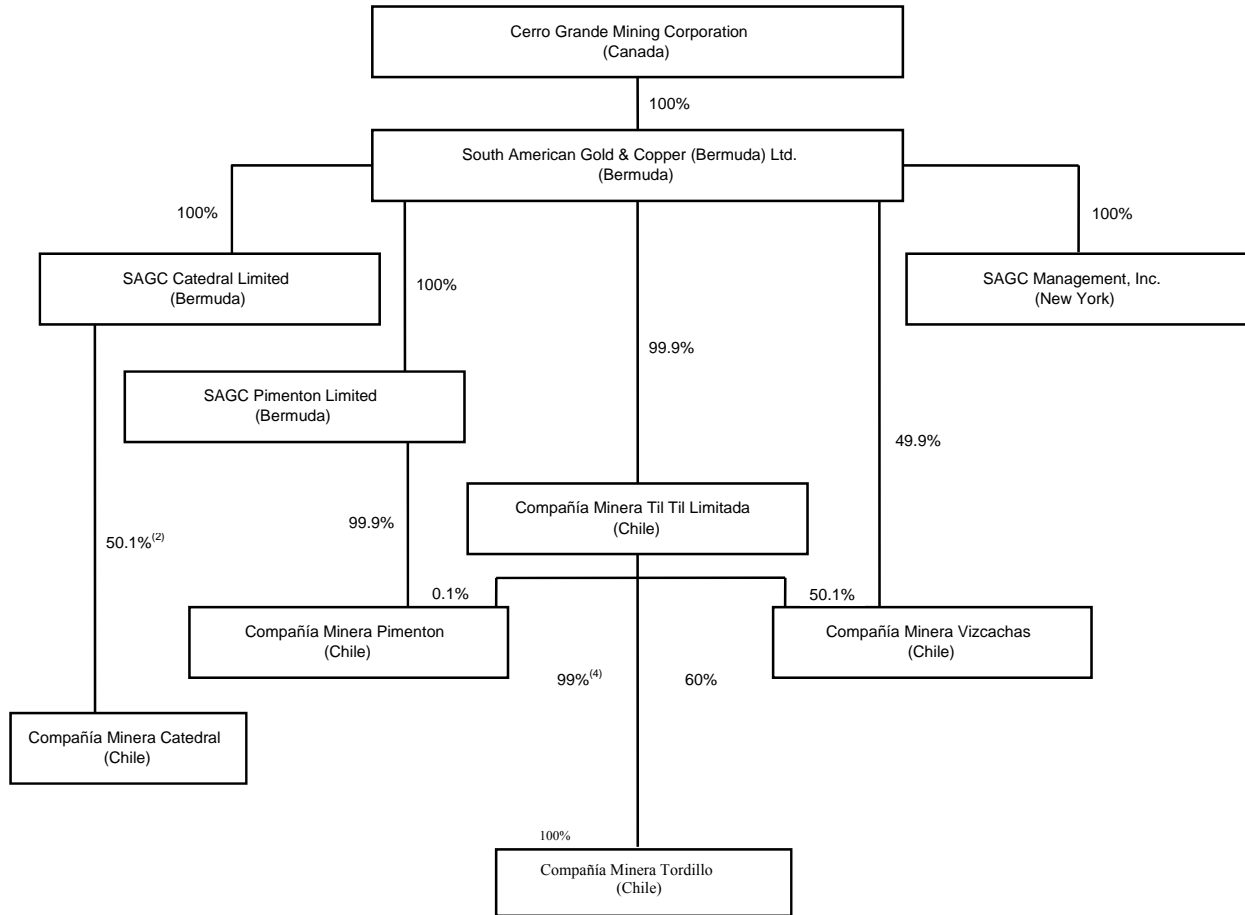 Cerro Grande Mining Corporation
(Canada)
100%
South American Gold & Copper (Bermuda) Ltd.
(Bermuda)
100%
100%
SAGC Catedral Limited
(Bermuda)
100%
SAGC Management, Inc.
(New York)
99.9%
SAGC Pimenton Limited
(Bermuda)
49.9%
Compañía Minera Til Til Limitada
(Chile)
99.9%
50.1%(2)
0.1%
50.1%
Compañía Minera Pimenton
(Chile)
Compañía Minera Vizcachas
(Chile)
99%(4)
60%
Compañía Minera Catedral
(Chile)
100%
Compañía Minera Tordillo
(Chile)